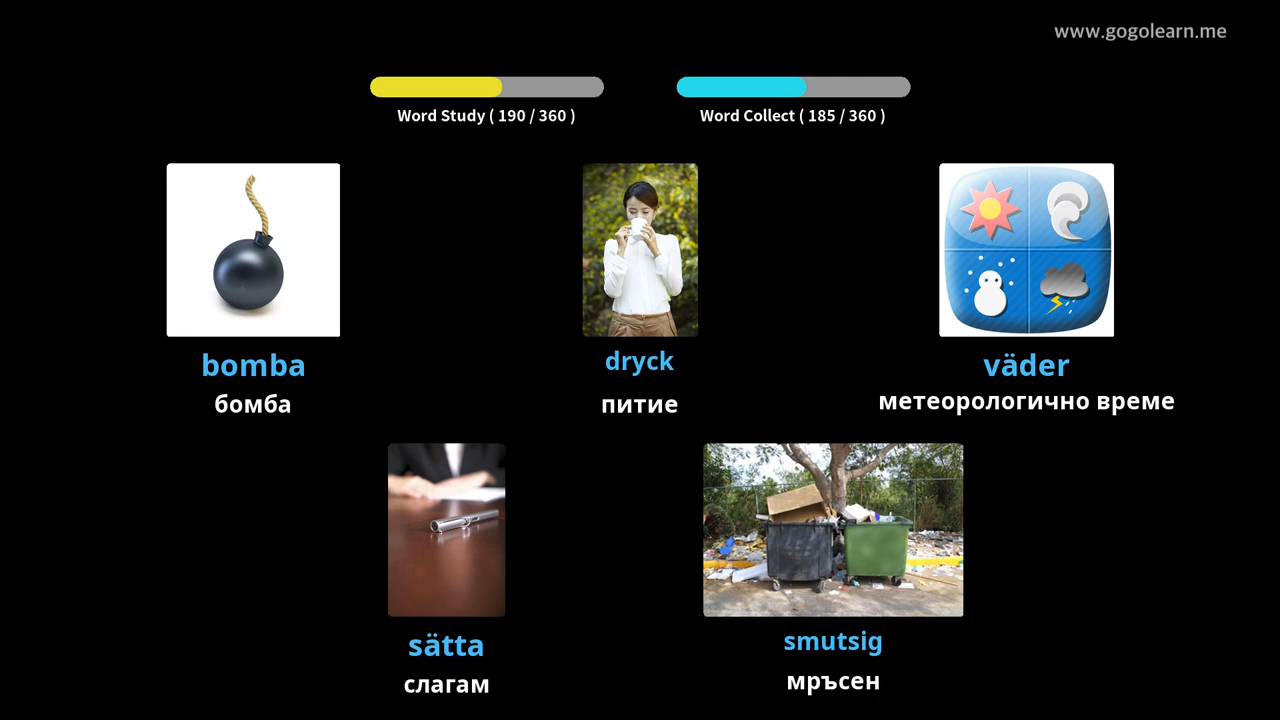 www.gogolearn.me
Word Study ( 190 / 360 )
Word Collect ( 185 / 360 )
bomba
бомба
dryck
питие
väder
метеорологично време
sätta
слагам
smutsig
мръсен